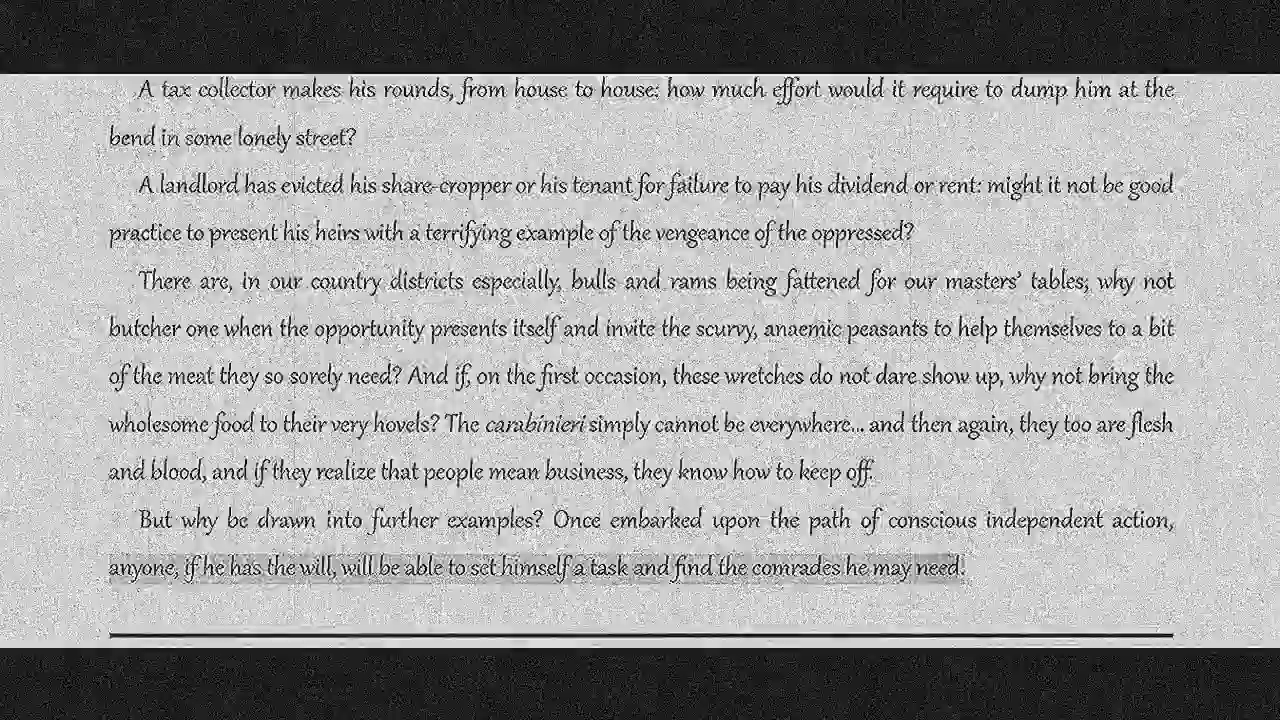 A tax collector makes his rounds, from house to house: how much effort would it require to dump him at the
bend in some lonely street?
A landlord has evicted his share-cropper or his tenant for failure to pay his dividend or rent: might it not be good
practice to present his heirs with a terrifying example of the vengeance of the oppressed?
There are, in our country districts especially, bulls and rams being fattened for our masters' tables; why not
butcher one when the opportunity presents itself and invite the scurvy, anaemic peasants to help themselves to a bit
of the meat they so sorely need? And if, on the first occasion, these wretches do not dare show up, why not bring the
wholesome food to their very hovels? The carabinieri simply cannot be everywhere... and then again, they too are flesh
and blood, and if they realize that people mean business, they know how to keep off.
But why be drawn into further examples? Once embarked upon the path of conscious independent action,
anyone, if he has the will, will be able to set himself a task and find the comrades he may need.